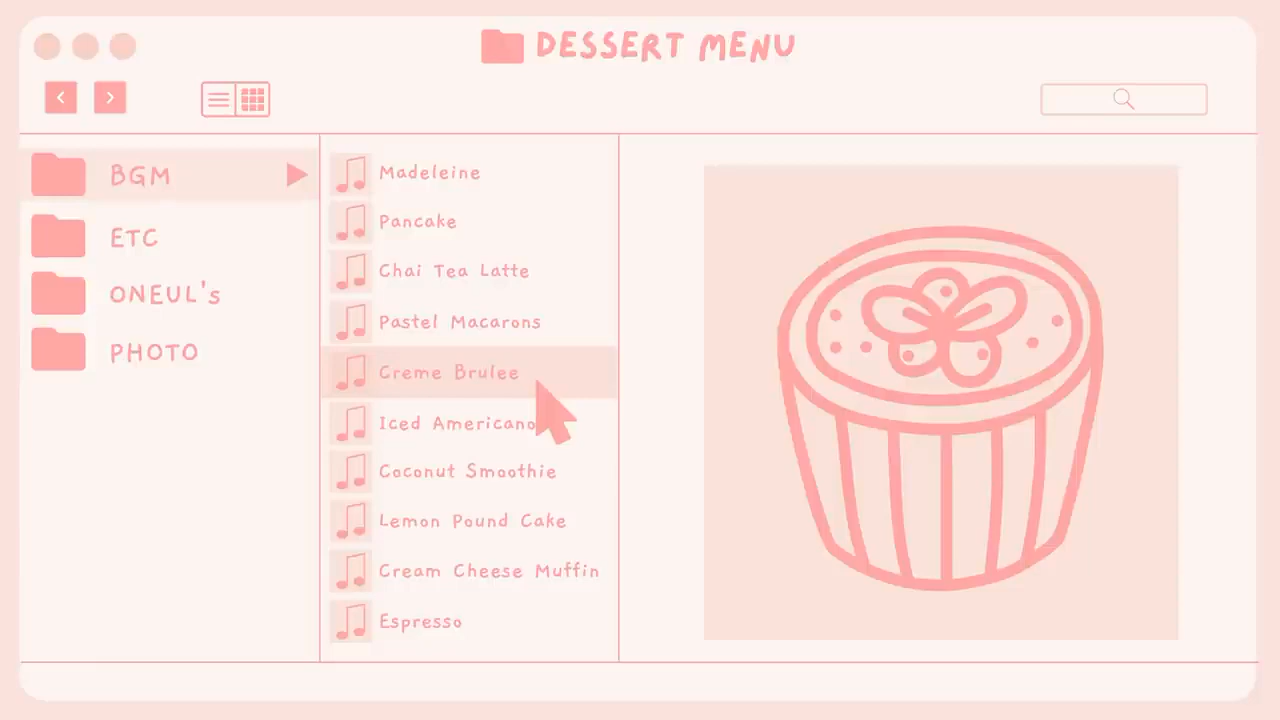 DESSERT MENU
BGM
ETC
ONEUL's
PHOTO
Madeleine
Pancake
Chai Tea Latte
Pastel Macarons
Creme Brulee
Iced Americano
Coconut Smoothie
Lemon Pound Cake
Cream Cheese Muffin
Espresso